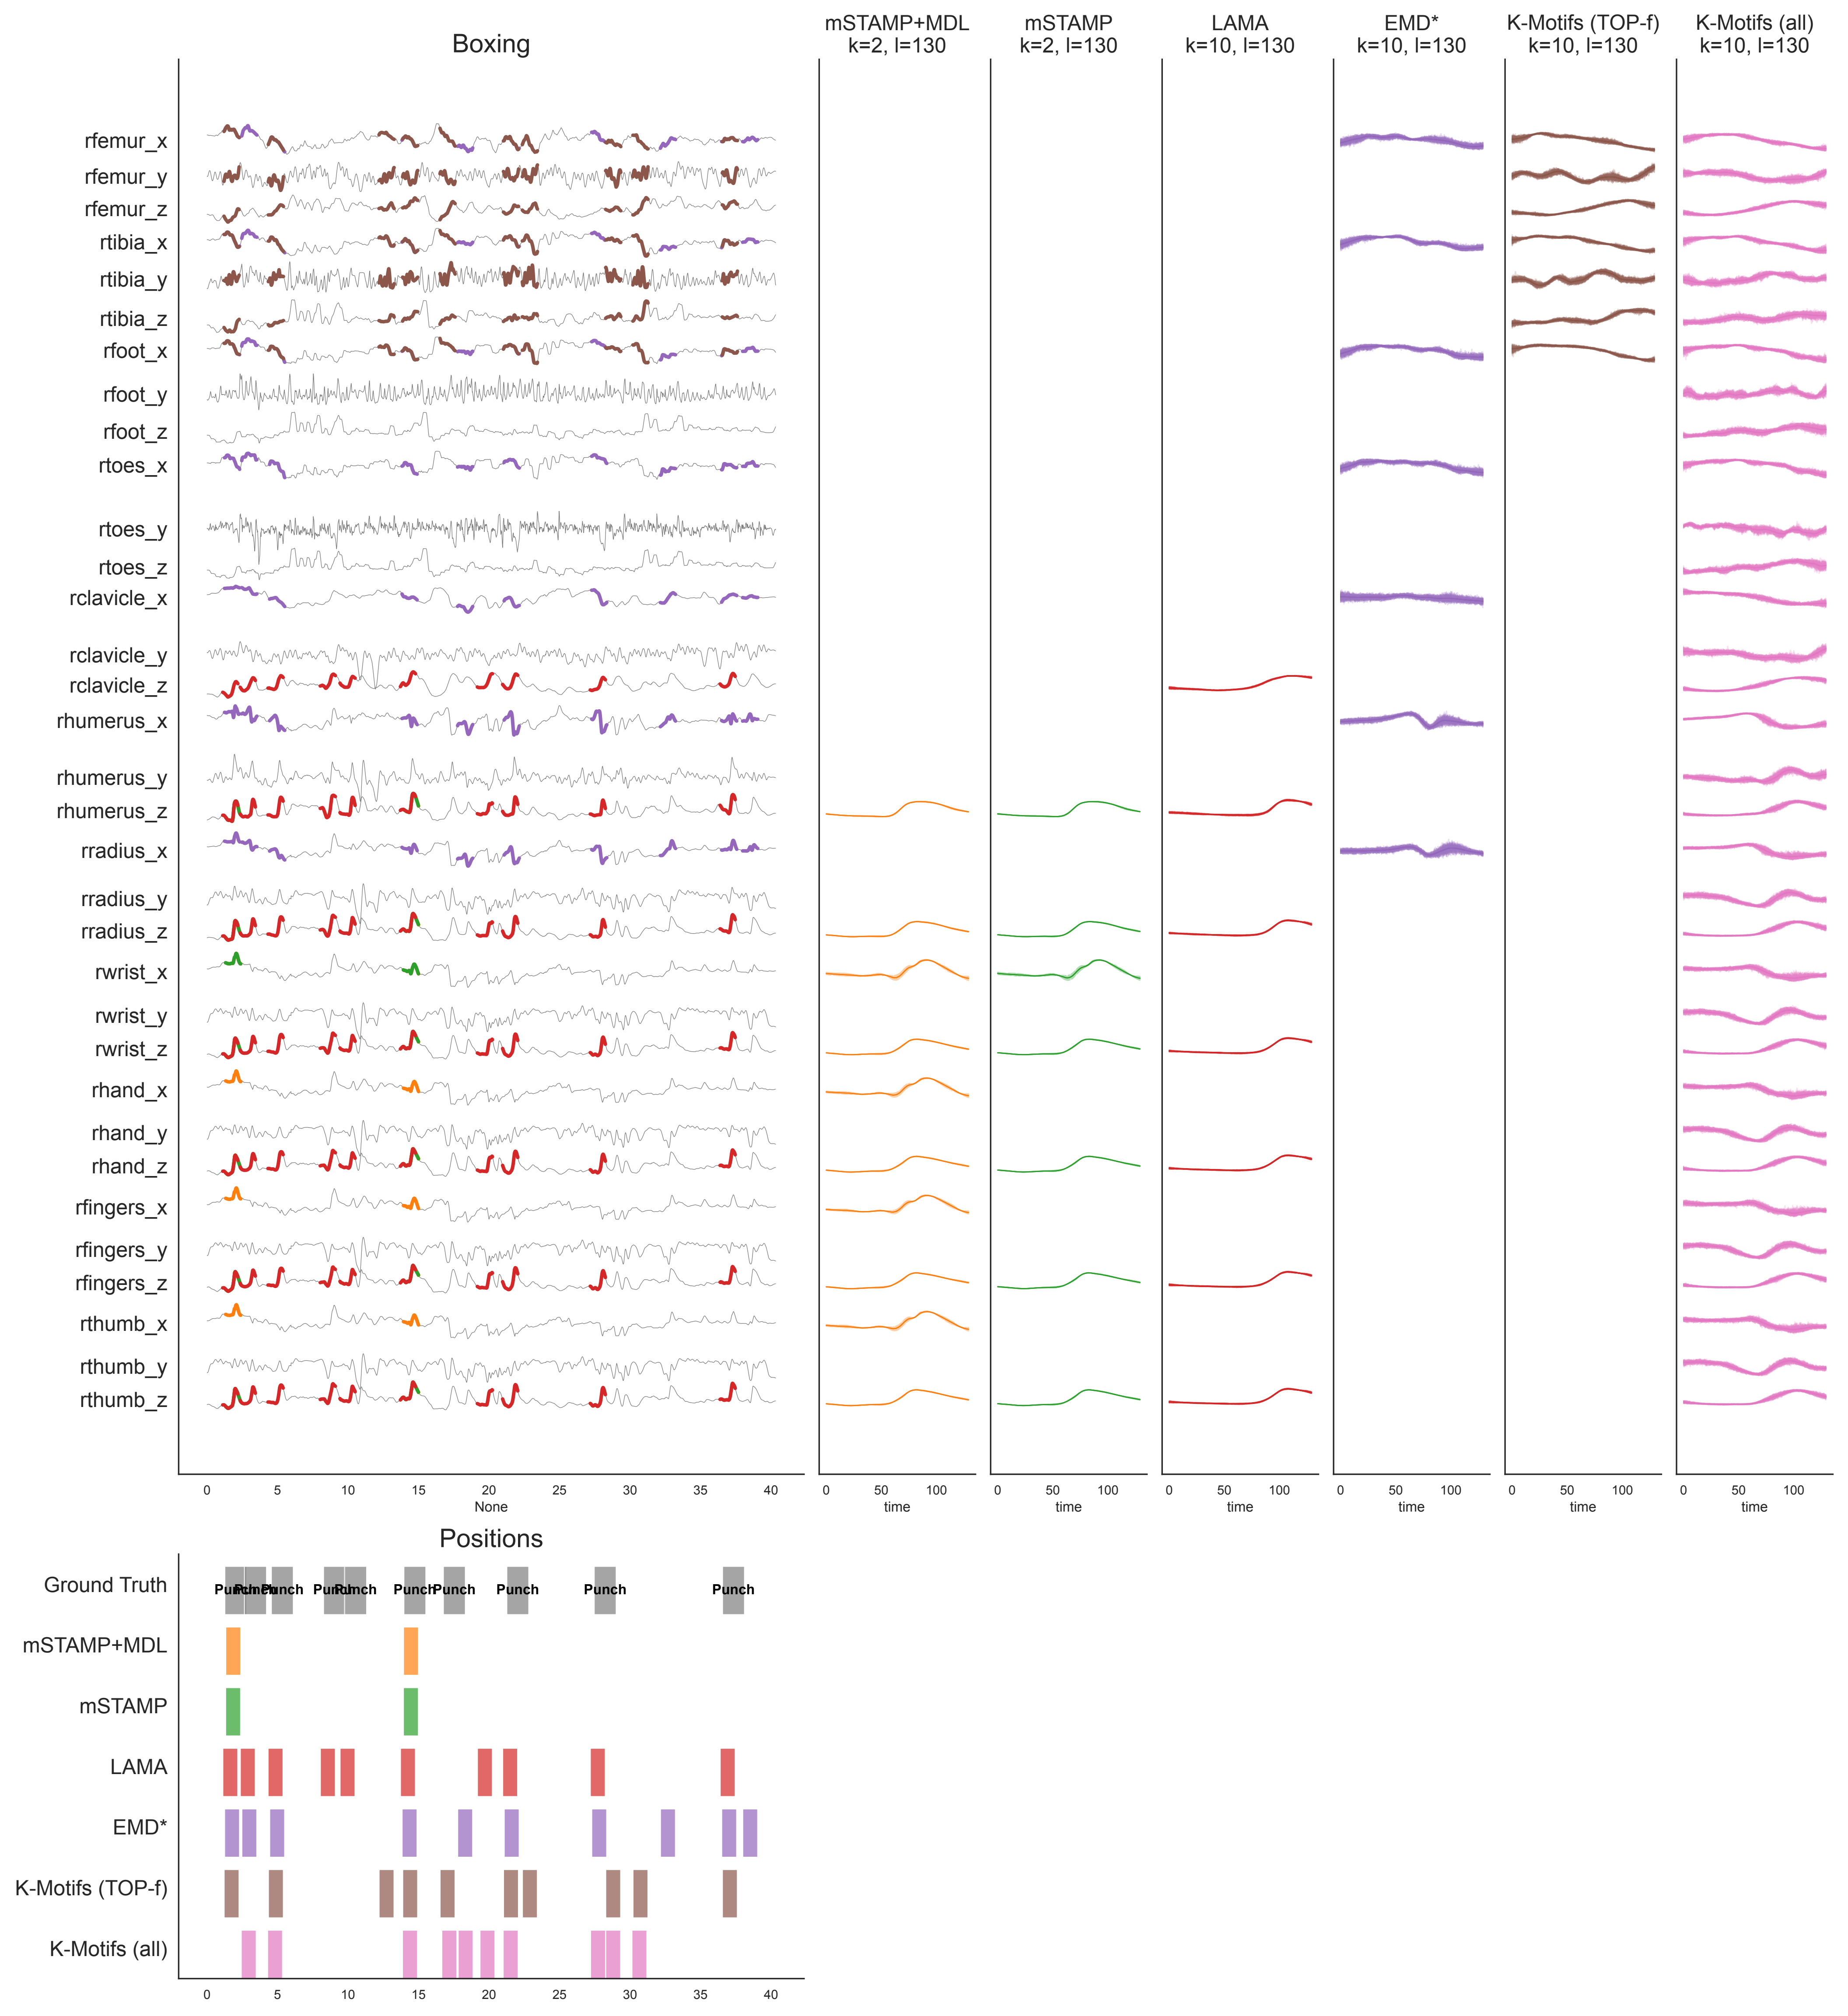 Boxing
mSTAMP+MDL
k=2, l=130
mSTAMP
k=2, l=130
LAMA
k=10, l=130
EMD*
k=10, l=130
K-Motifs (TOP-f)
k=10, l=130
K-Motifs (all)
k=10, l=130
rfemur_x
rfemur_y
rfemur_z
rtibia_x
rtibia_y
rtibia_z
rfoot_x
rfoot_y
rfoot_z
rtoes_x
rtoes_y
rtoes_z
rclavicle_x
rclavicle_y
rclavicle_z
rhumerus_x
rhumerus_y
rhumerus_z
rradius_x
rradius_y
rradius_z
rwrist_x
rwrist_y
rwrist_z
rhand_x
rhand_y
rhand_z
rfingers_x
rfingers_y
rfingers_z
rthumb_x
rthumb_y
rthumb_z
0 5 10 15 20 25 30 35 40
None
0 50 100
time
0 50 100
time
0 50 100
time
0 50 100
time
0 50 100
time
0 50 100
time
Positions
Ground Truth
Punch Punch Punch Punch Punch Punch Punch Punch Punch Punch
mSTAMP+MDL
mSTAMP
LAMA
EMD*
K-Motifs (TOP-f)
K-Motifs (all)
0 5 10 15 20 25 30 35 40